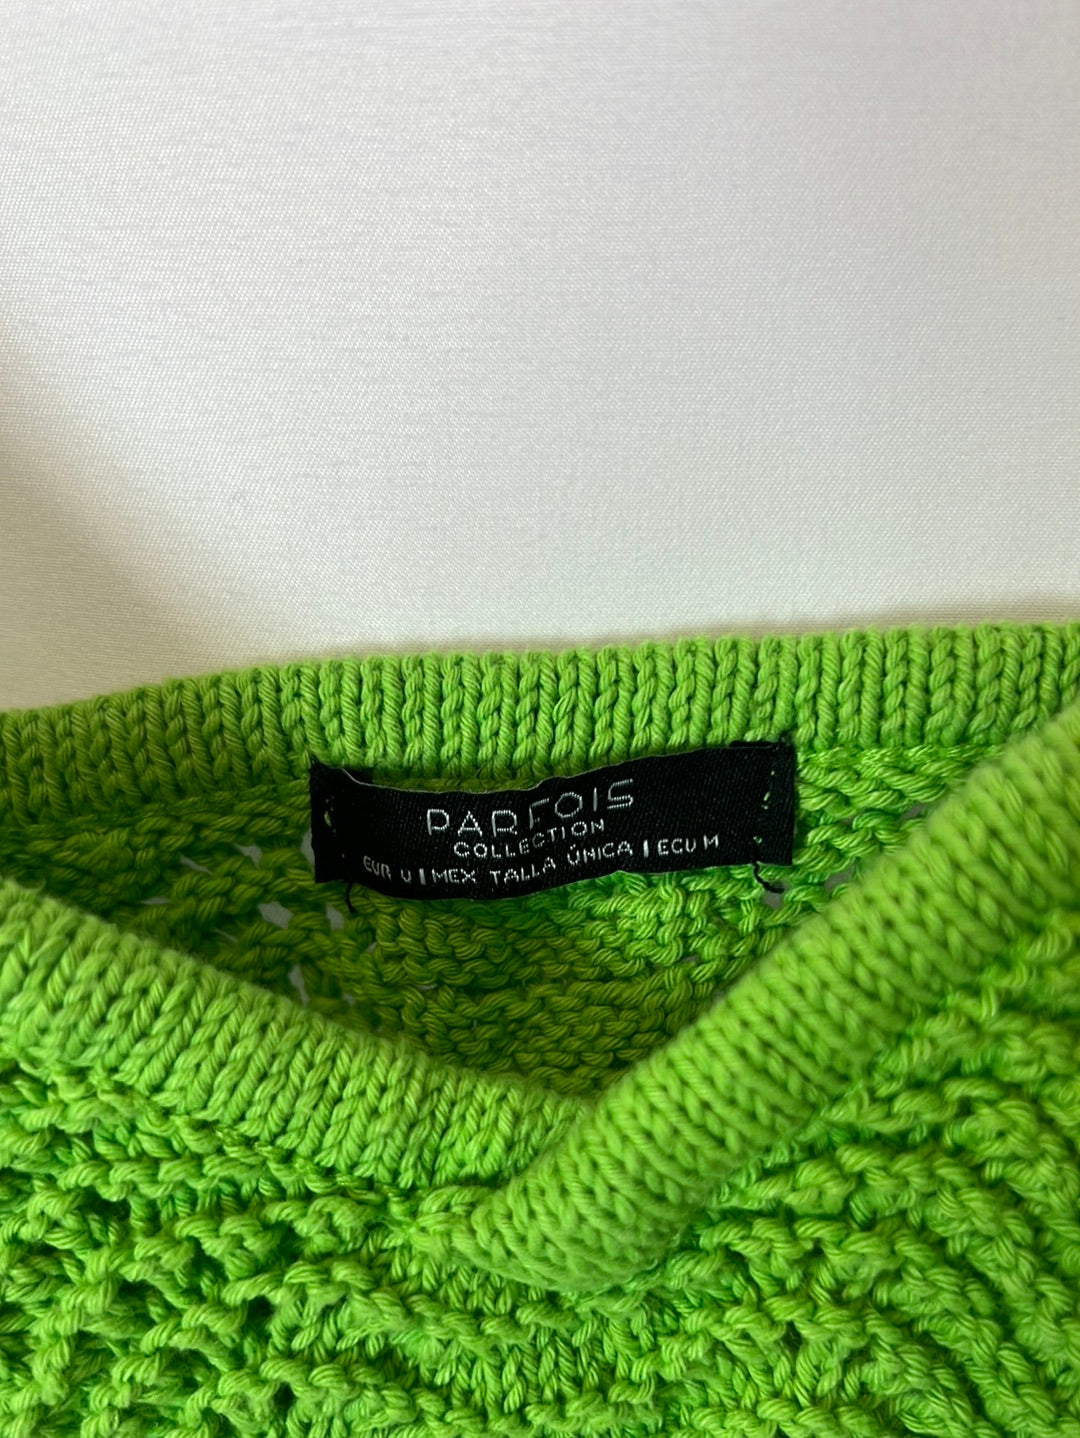 PARFOIS
COLLECTION
EUR U | MEX TALLA ÚNICA | ECU M